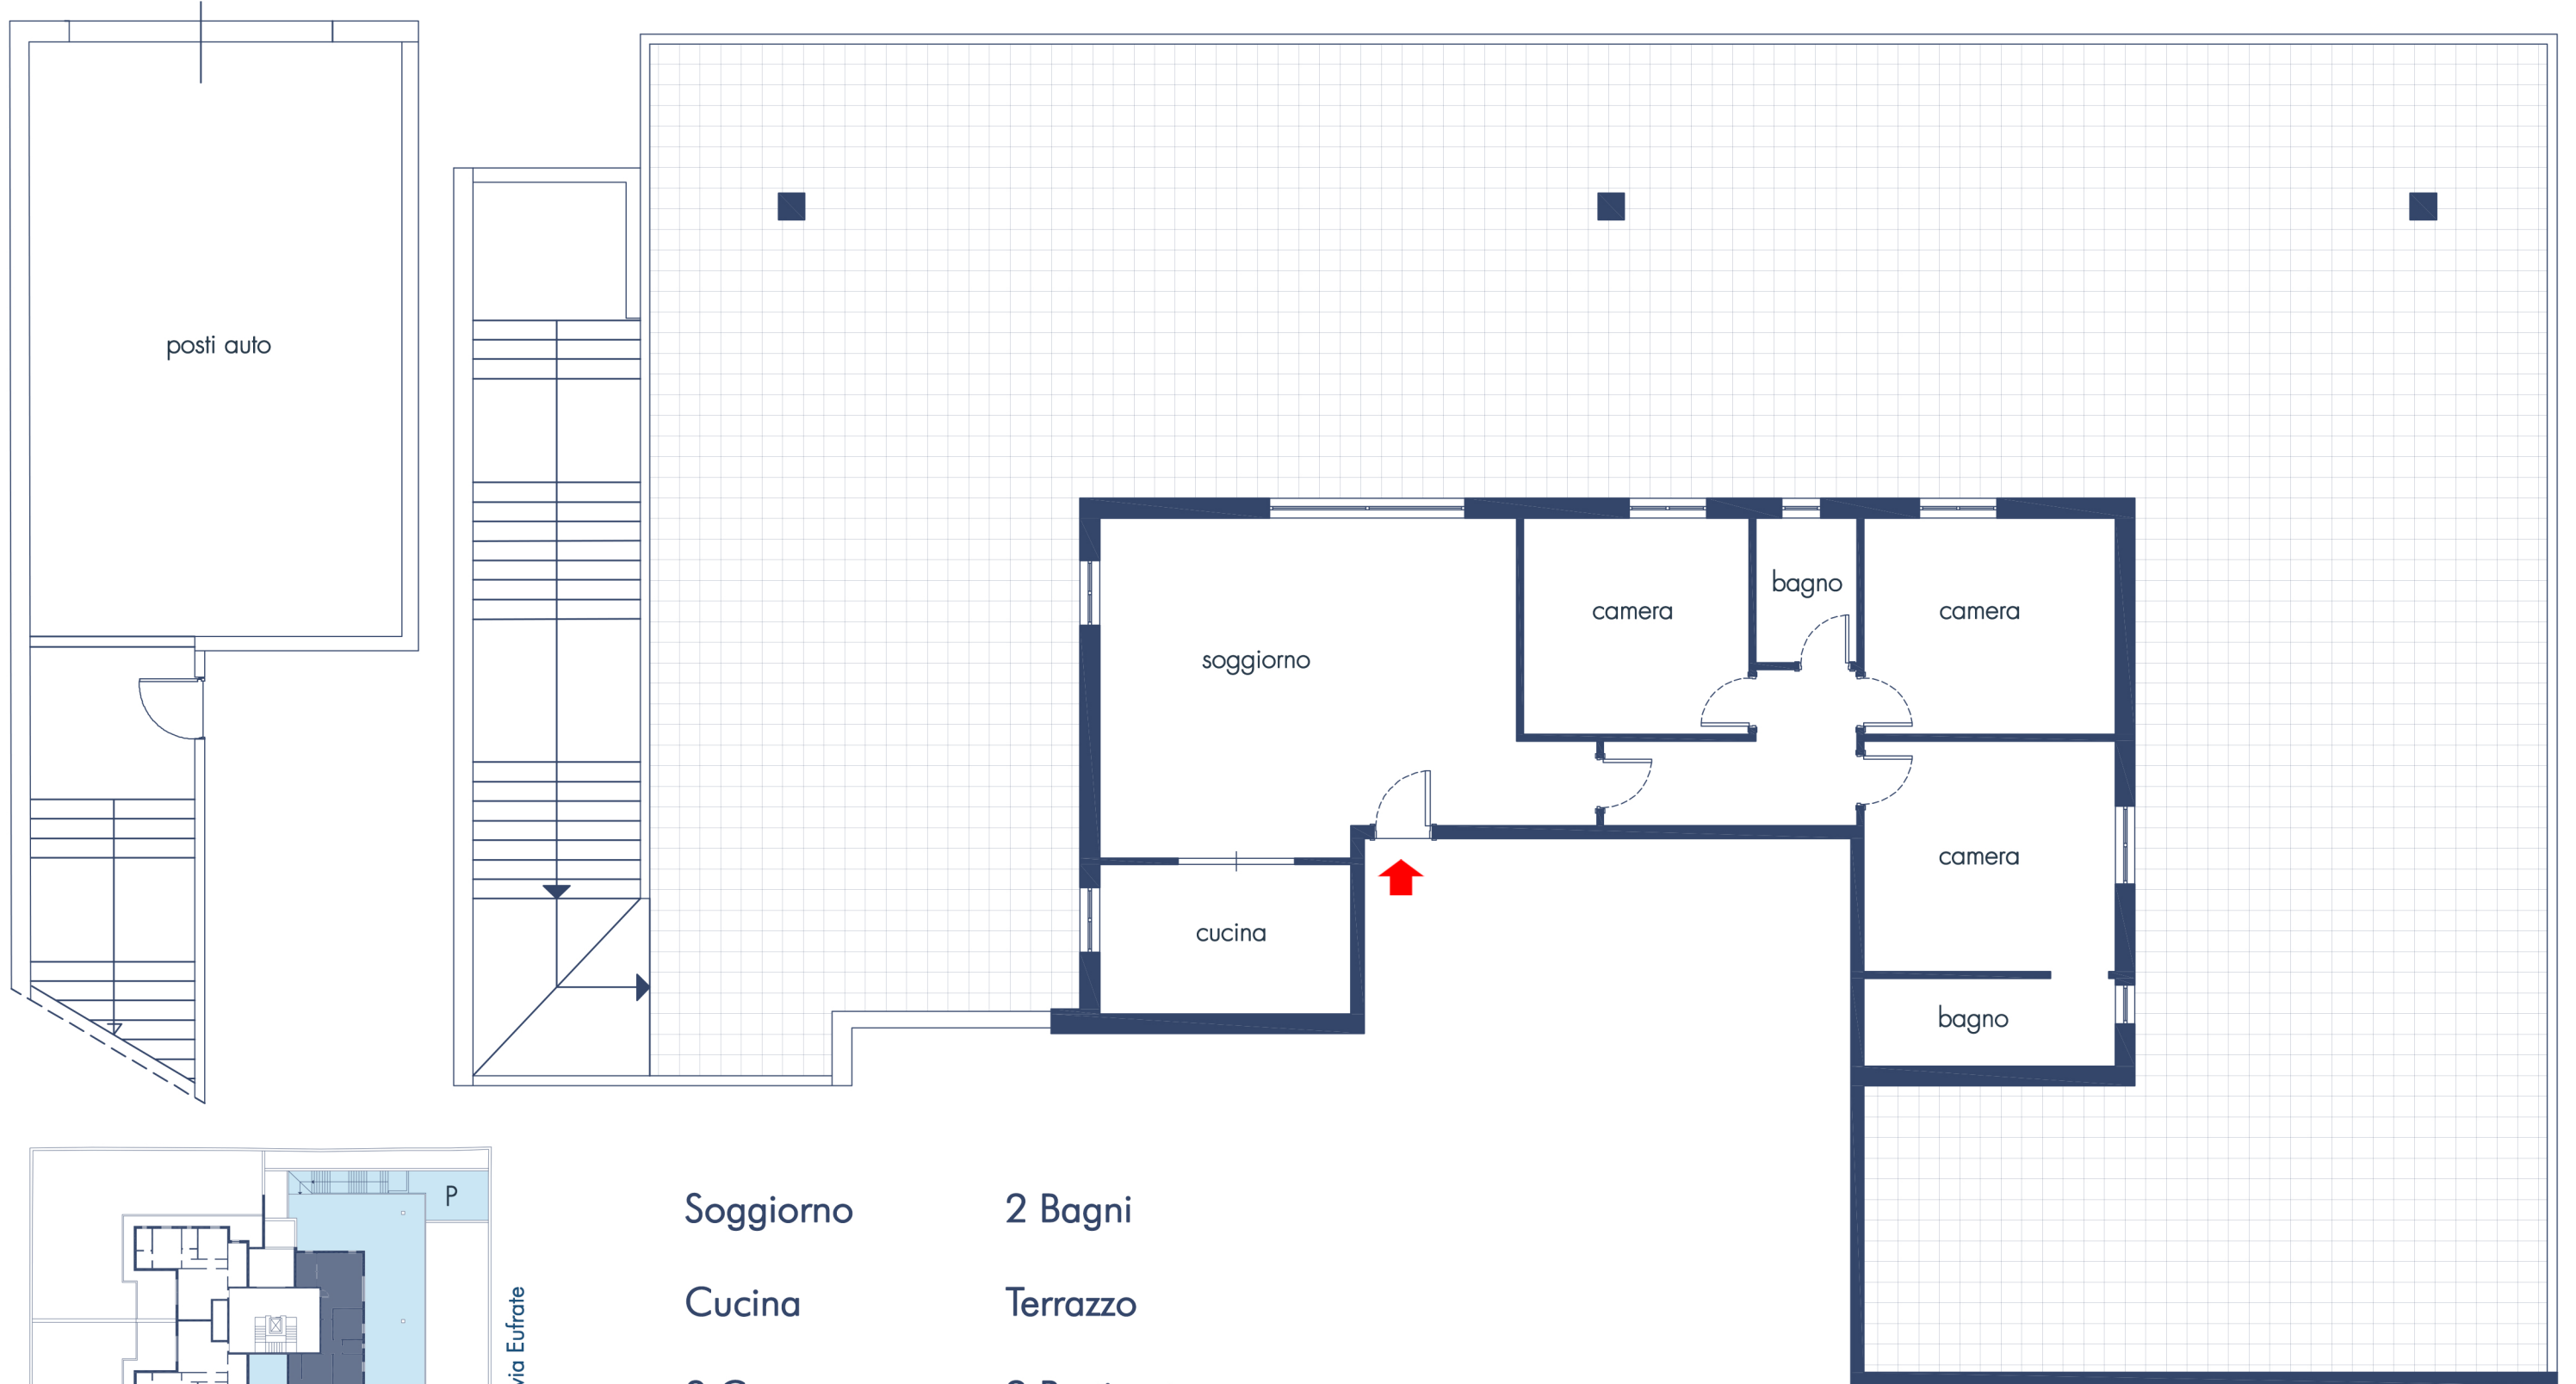 posti auto
camera
bagno
camera
soggiorno
camera
cucina
bagno
P
via Eufrate
Soggiorno
2 Bagni
Cucina
Terrazzo